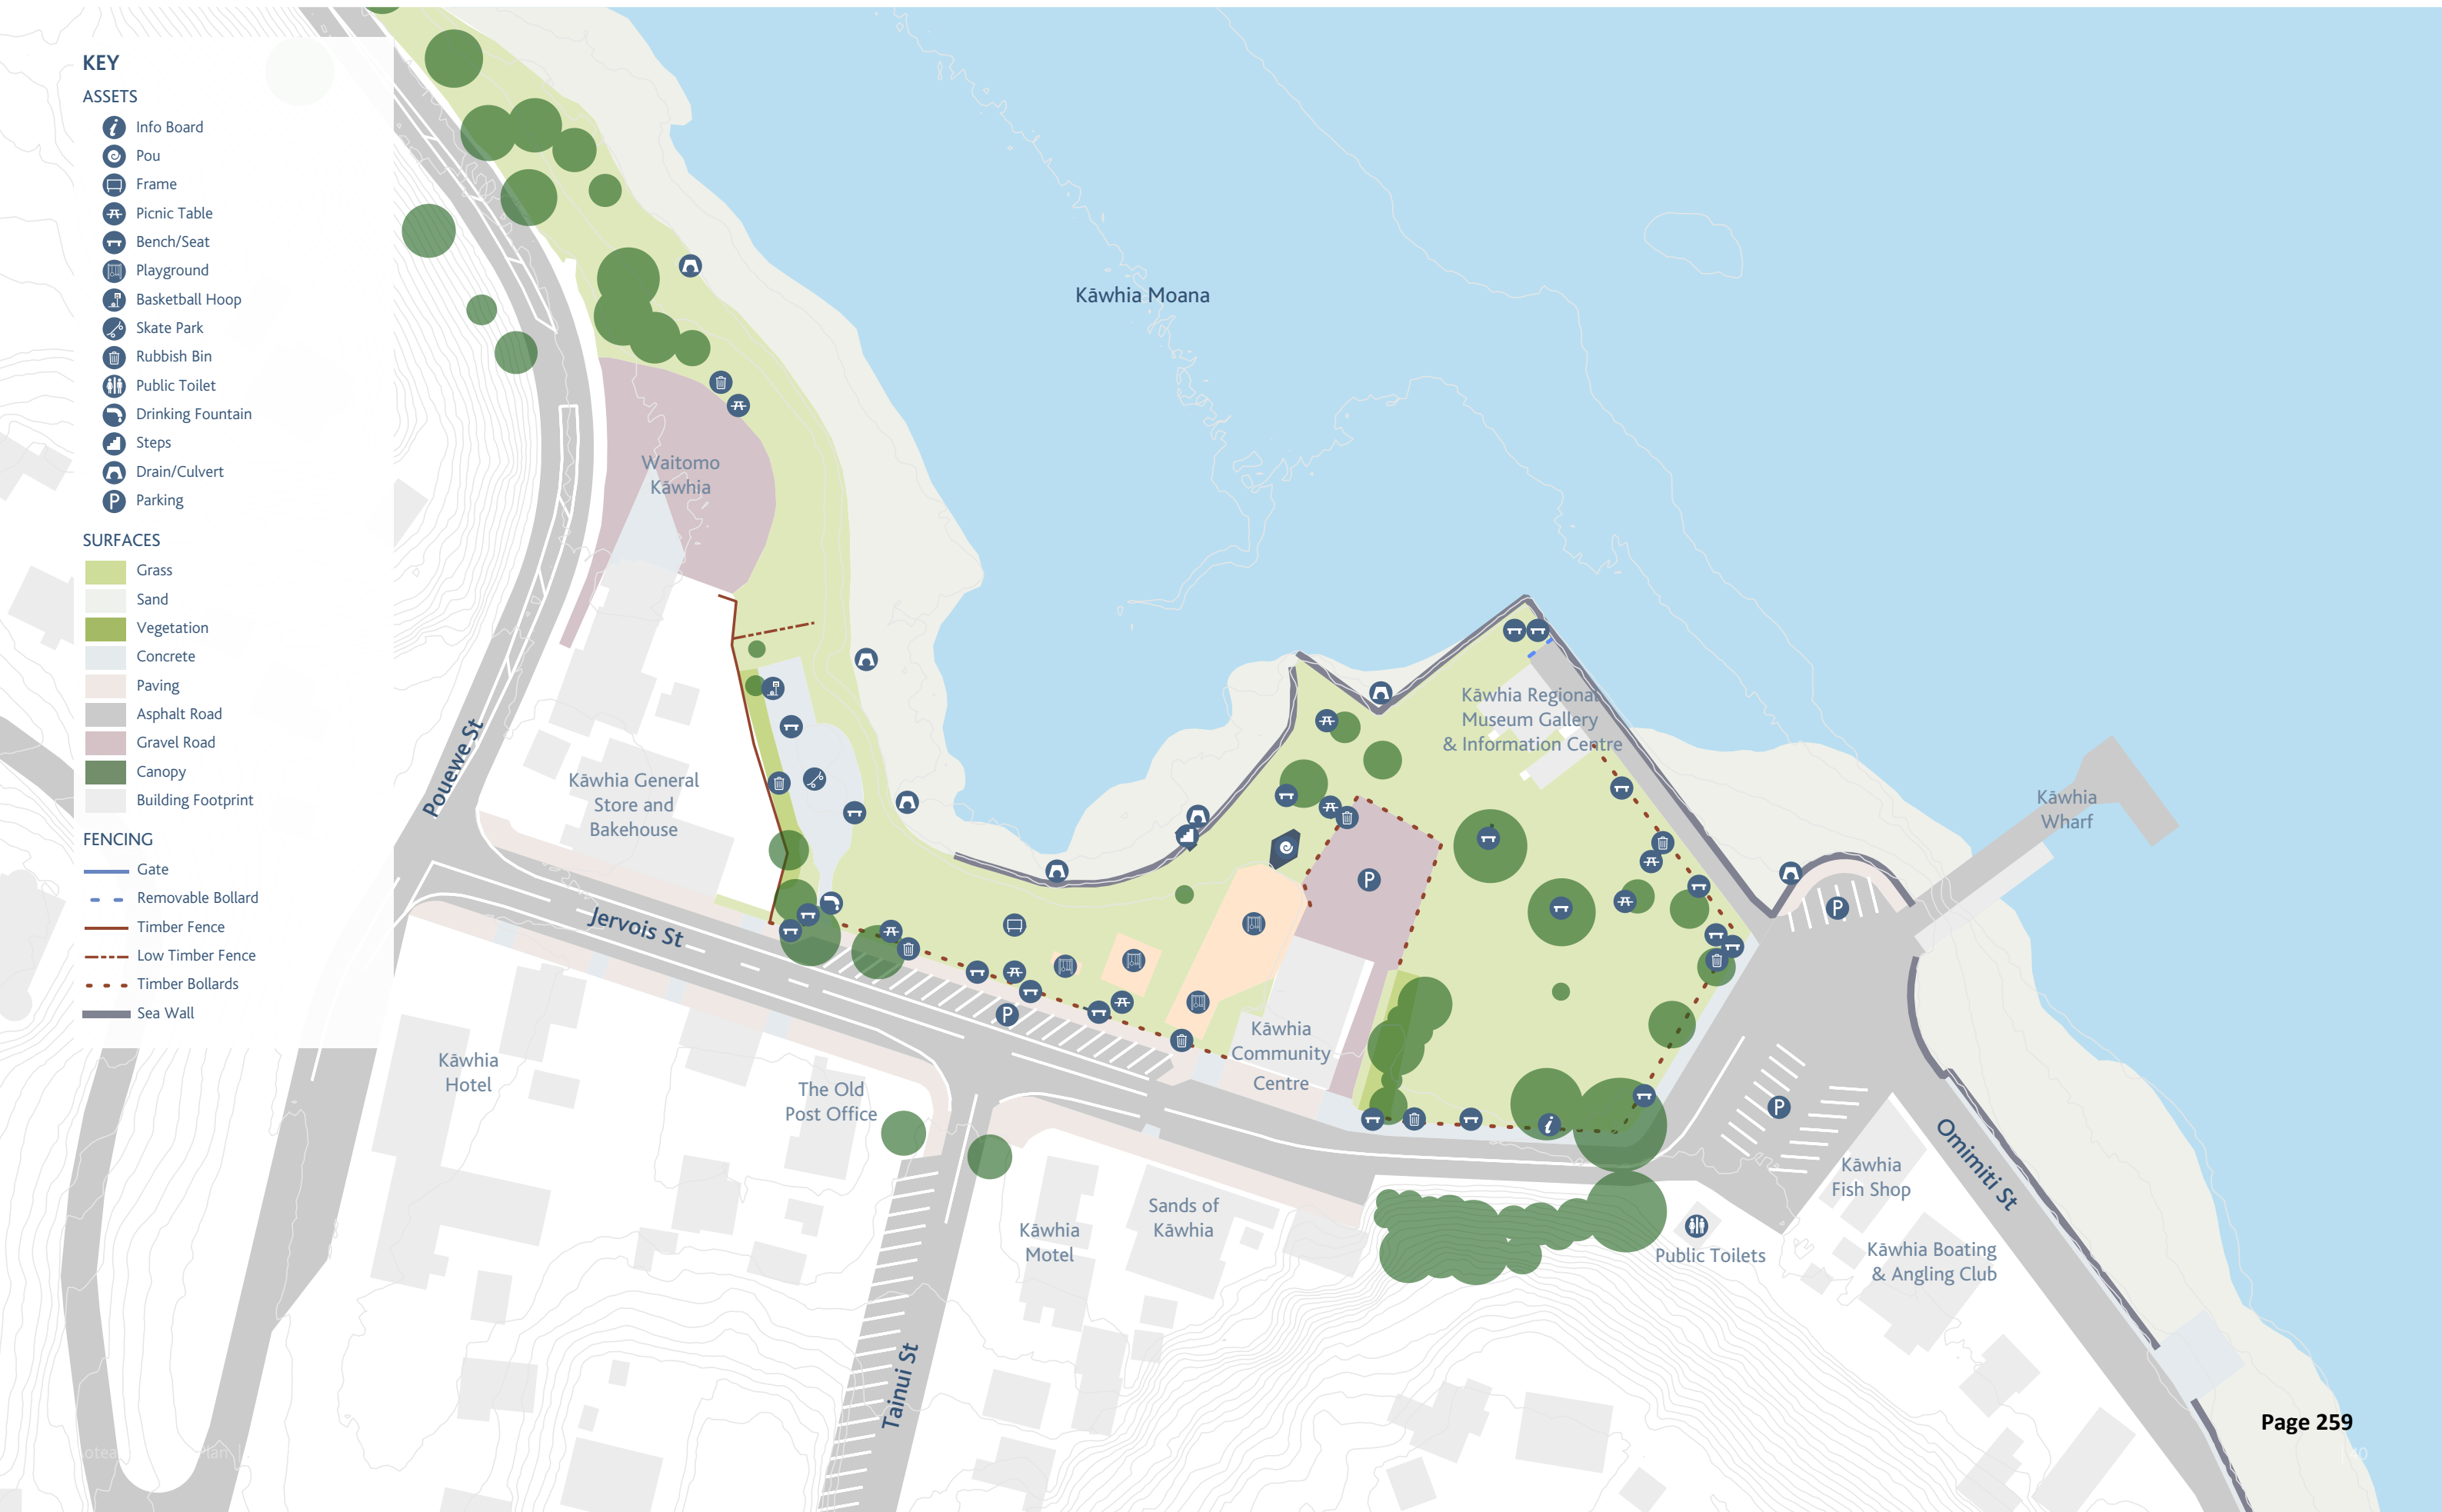 KEY
ASSETS
Info Board
Pou
Frame
Picnic Table
Bench/Seat
Playground
Basketball Hoop
Skate Park
Rubbish Bin
Public Toilet
Drinking Fountain
Steps
Drain/Culvert
P
Parking
SURFACES
Grass
Sand
Vegetation
Concrete
Paving
Asphalt Road
Gravel Road
Canopy
Building Footprint
FENCING
Gate
Removable Bollard
Timber Fence
Low Timber Fence
Timber Bollards
Sea Wall
Kāwhia Moana
Waitomo
Kāwhia
Pouewe St
Kāwhia General
Store and
Bakehouse
Jervois St
Kāwhia Regional
Museum Gallery
& Information Centre
Kāwhia
Wharf
P
P
P
P
Kāwhia
Hotel
The Old
Post Office
Kāwhia
Community
Centre
Tainui St
Kāwhia
Motel
Sands of
Kāwhia
Public Toilets
Kāwhia
Fish Shop
Kāwhia Boating
& Angling Club
Omimiti St
Page 259